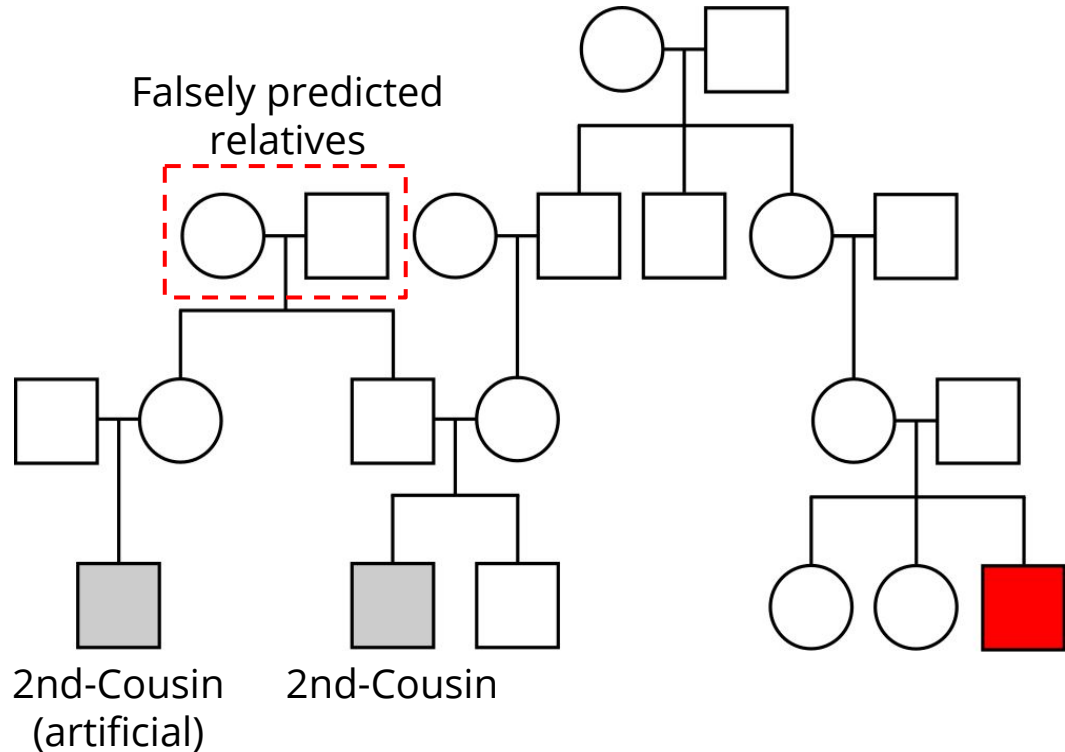 Falsely predicted
relatives
2nd-Cousin
(artificial)
2nd-Cousin